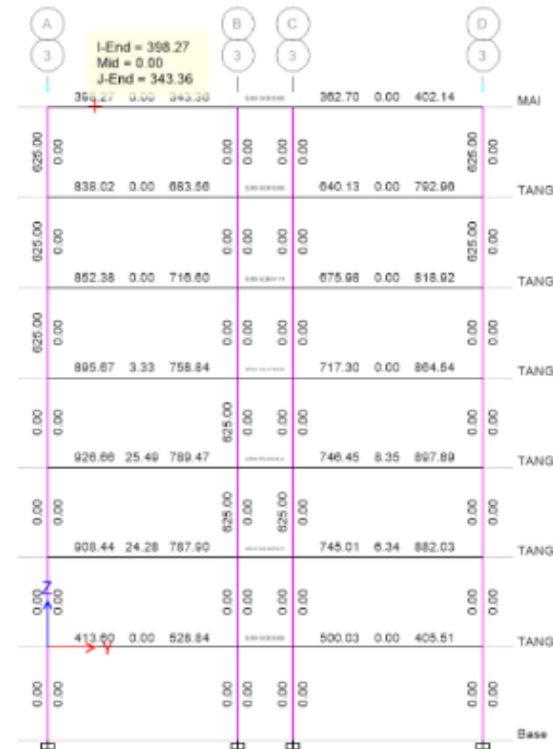 A B C D
3 3 3 3
I-End = 398.27
Mid = 0.00
J-End = 343.36
398.27 0.00 343.36 362.70 0.00 402.14 MAI
625.00 0.00 0.00 0.00 0.00 0.00 625.00 0.00
838.02 0.00 683.56 640.13 0.00 792.96 TANG
625.00 0.00 0.00 0.00 0.00 0.00 625.00 0.00
852.38 0.00 716.60 675.98 0.00 818.92 TANG
625.00 0.00 0.00 0.00 0.00 0.00 0.00 0.00
895.67 3.33 758.84 717.30 0.00 864.54 TANG
0.00 0.00 625.00 0.00 0.00 0.00 0.00 0.00
926.66 25.49 789.47 746.45 8.35 897.89 TANG
0.00 0.00 625.00 0.00 625.00 0.00 0.00 0.00
908.44 24.28 787.90 745.01 6.34 882.03 TANG
Z
0.00 0.00 0.00 0.00 0.00 0.00 0.00 0.00
413.60 0.00 528.84 500.03 0.00 405.51 TANG
Y
0.00 0.00 0.00 0.00 0.00 0.00 0.00 0.00
Base